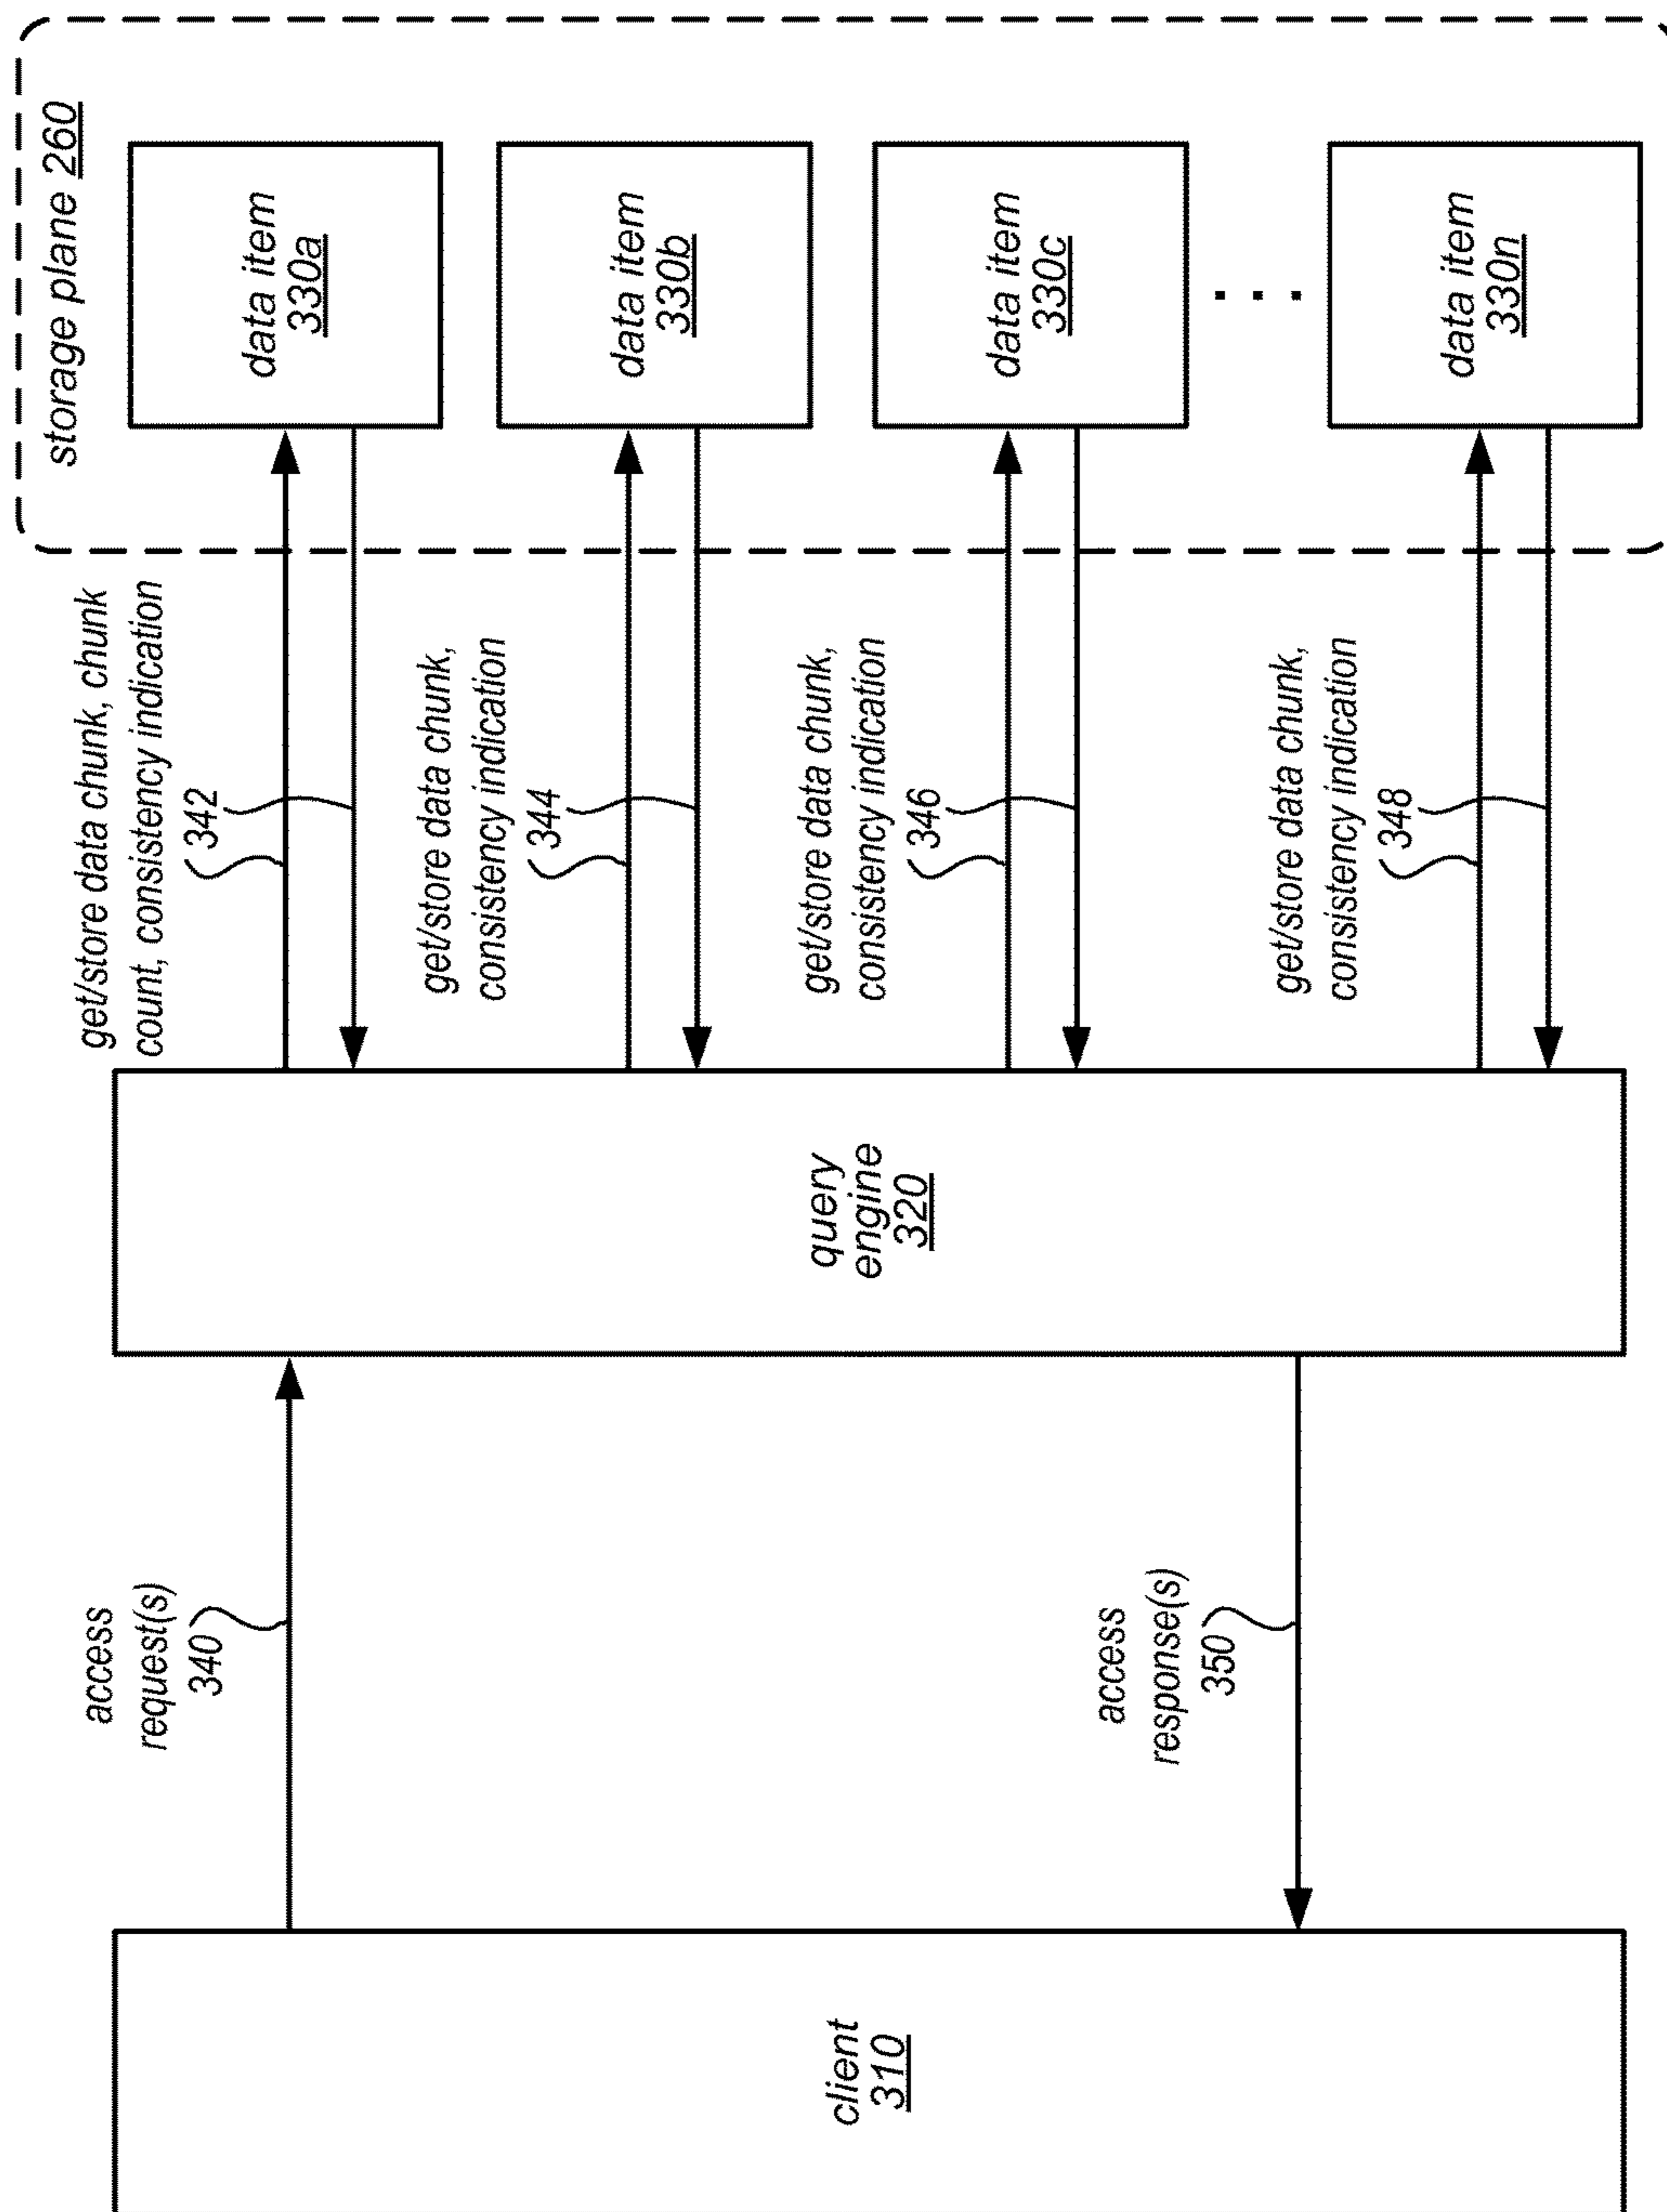 storage plane 260
data item
330a
data item
330b
data item
330c
. . .
data item
330n
get/store data chunk, chunk
count, consistency indication
342
get/store data chunk,
consistency indication
344
get/store data chunk,
consistency indication
346
get/store data chunk,
consistency indication
348
query
engine
320
access
request(s)
340
access
response(s)
350
client
310